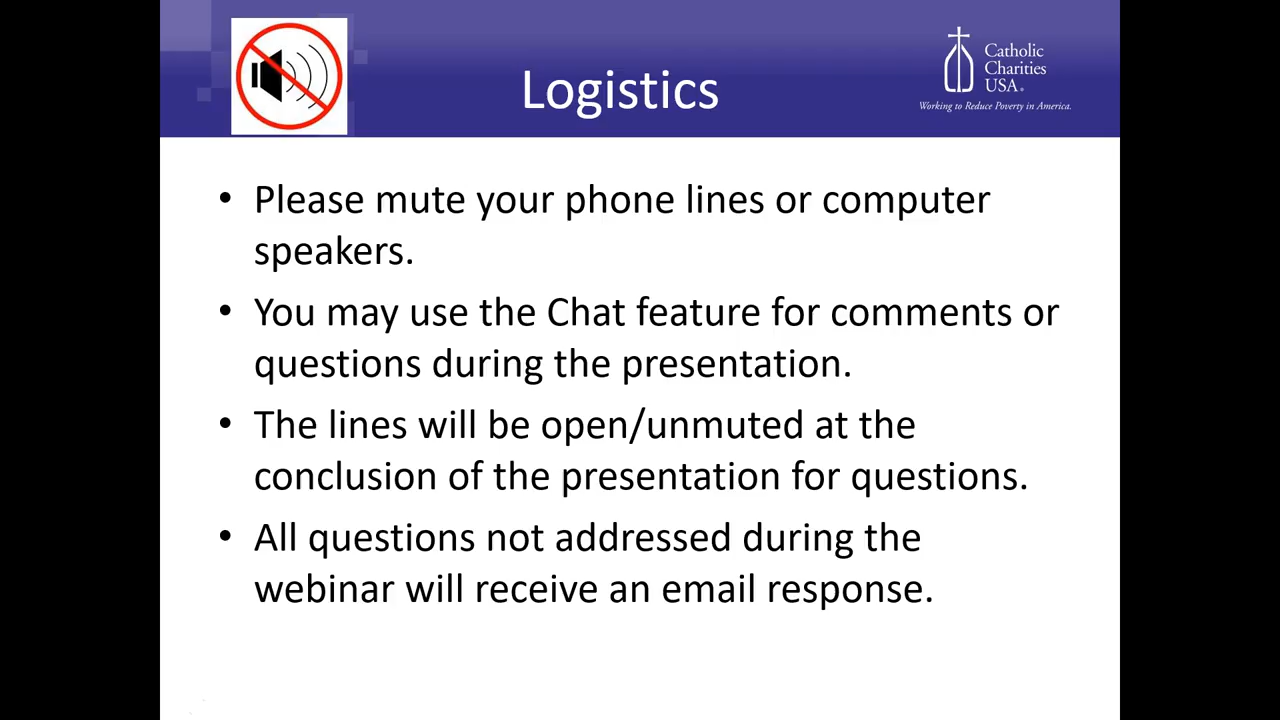 Logistics
Catholic
Charities
USA®
Working to Reduce Poverty in America.
• Please mute your phone lines or computer
speakers.
• You may use the Chat feature for comments or
questions during the presentation.
• The lines will be open/unmuted at the
conclusion of the presentation for questions.
• All questions not addressed during the
webinar will receive an email response.